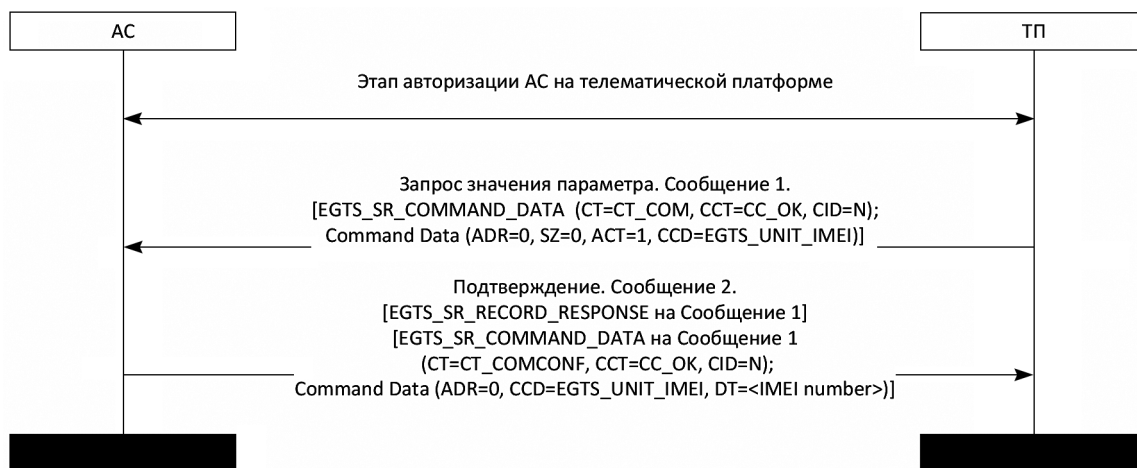 АС
ТП
Этап авторизации АС на телематической платформе
Запрос значения параметра. Сообщение 1.
[EGTS_SR_COMMAND_DATA (CT=CT_COM, CCT=CC_OK, CID=N);
Command Data (ADR=0, SZ=0, ACT=1, CCD=EGTS_UNIT_IMEI)]
Подтверждение. Сообщение 2.
[EGTS_SR_RECORD_RESPONSE на Сообщение 1]
[EGTS_SR_COMMAND_DATA на Сообщение 1
(CT=CT_COMCONF, CCT=CC_OK, CID=N);
Command Data (ADR=0, CCD=EGTS_UNIT_IMEI, DT=<IMEI number>)]